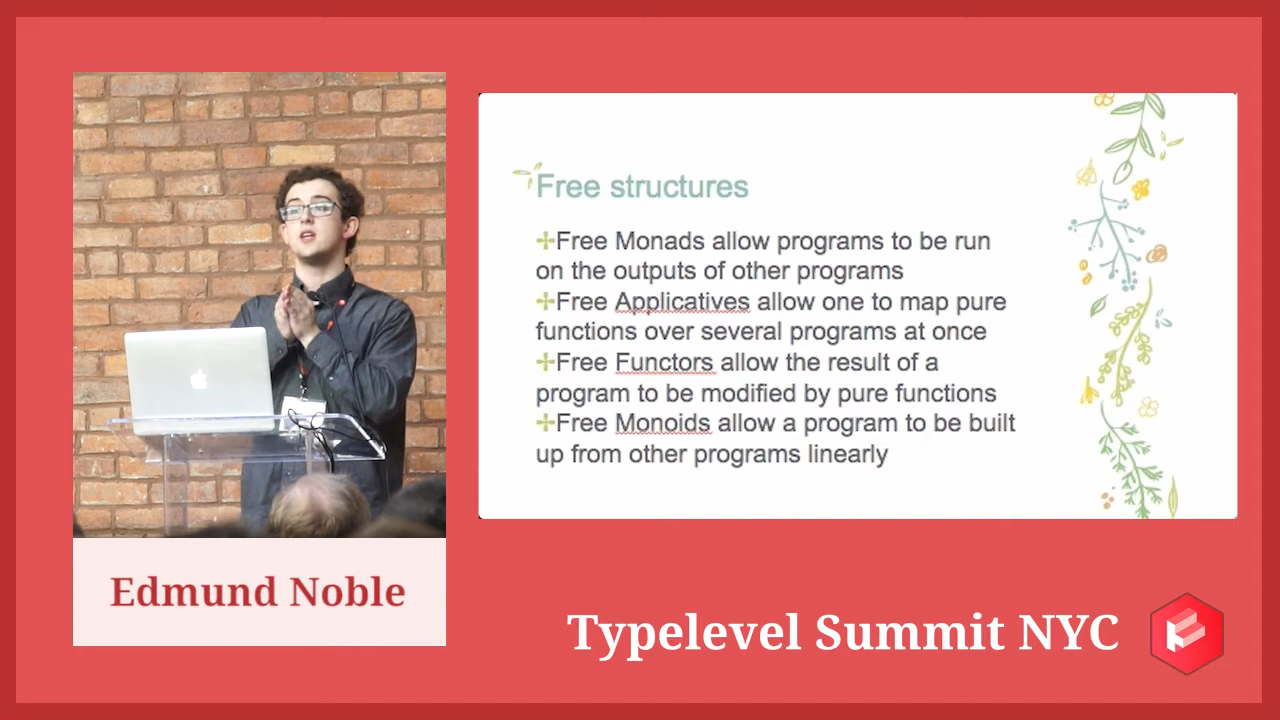 Free structures
Free Monads allow programs to be run
on the outputs of other programs
Free Applicatives allow one to map pure
functions over several programs at once
Free Functors allow the result of a
program to be modified by pure functions
Free Monoids allow a program to be built
up from other programs linearly
Edmund Noble
Typelevel Summit NYC